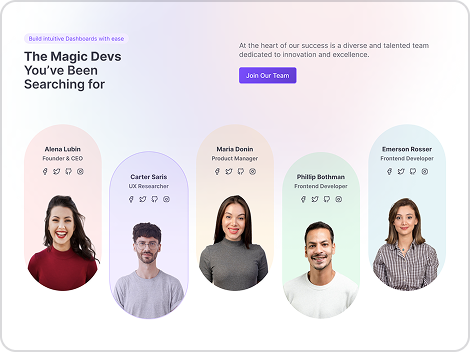 Build Intuitive Dashboards with ease
The Magic Devs
You've Been
Searching for
At the heart of our success is a diverse and talented team
dedicated to innovation and excellence.
Join Our Team
Alena Lubin
Founder & CEO
Carter Saris
UX Researcher
Maria Donin
Product Manager
Phillip Bothman
Frontend Developer
Emerson Rosser
Frontend Developer